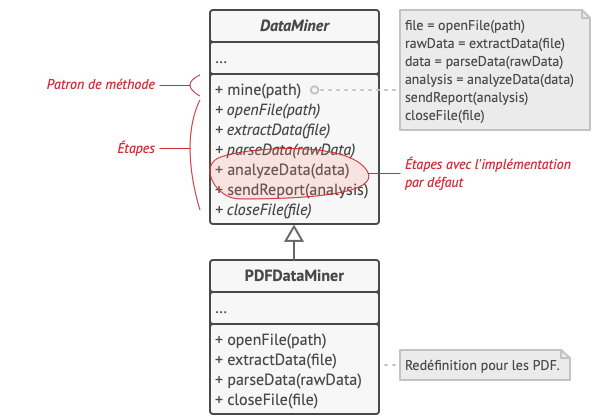 DataMiner
...
Patron de méthode
+ mine(path)
+ openFile(path)
+ extractData(file)
+ parseData(rawData)
+ analyzeData(data)
+ sendReport(analysis)
+ closeFile(file)
Étapes
file = openFile(path)
rawData = extractData(file)
data = parseData(rawData)
analysis = analyzeData(data)
sendReport(analysis)
closeFile(file)
Étapes avec l'implémentation
par défaut
PDFDataMiner
...
+ openFile(path)
+ extractData(file)
+ parseData(rawData)
+ closeFile(file)
Redéfinition pour les PDF.